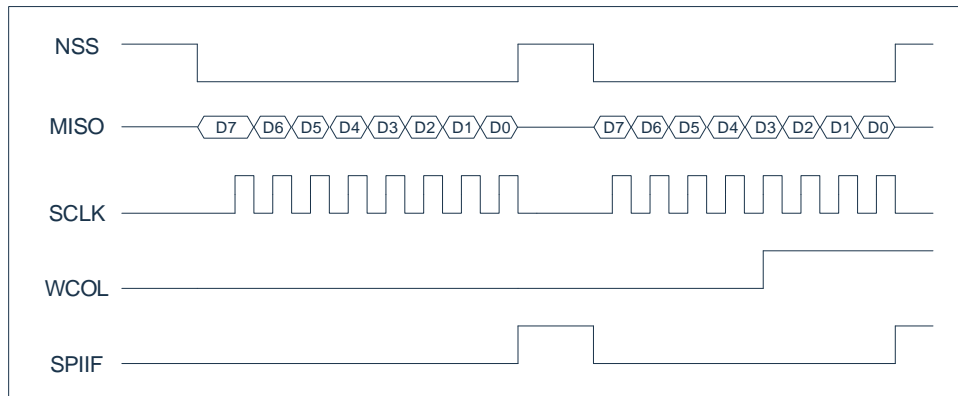 NSS
MISO D7 D6 D5 D4 D3 D2 D1 D0 D7 D6 D5 D4 D3 D2 D1 D0
SCLK
WCOL
SPIIF